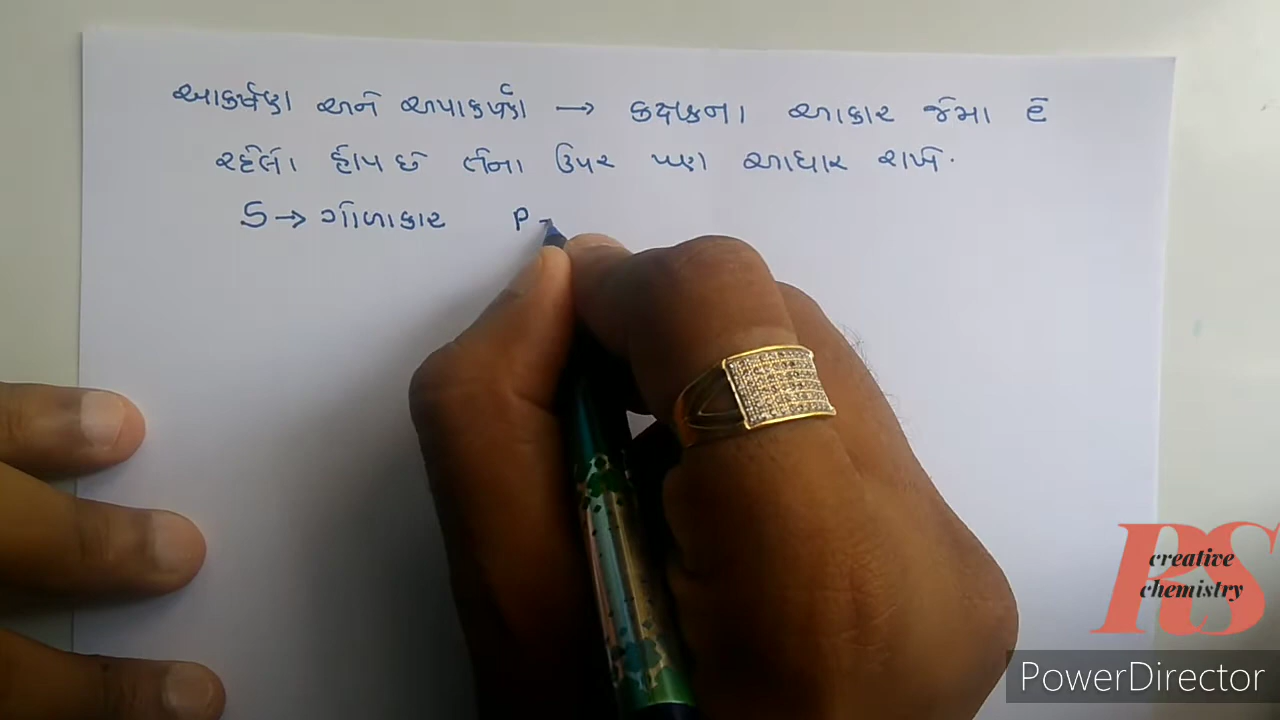 આકર્ષણ અને અપાકર્ષણ → કક્ષકના આકાર જેમા e
રહેલા હોય છે તેના ઉપર પણ આધાર રાખે.
S → ગોળાકાર P -
RS
creative
chemistry
PowerDirector